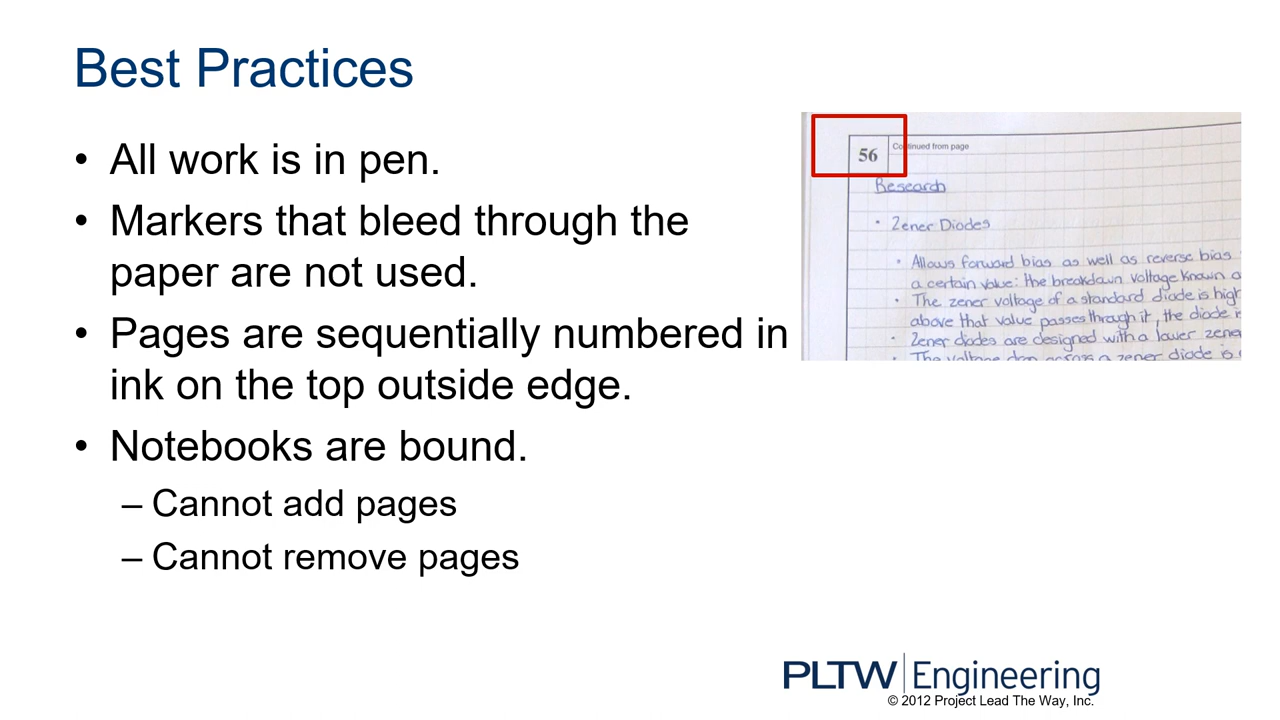 Best Practices
• All work is in pen.
• Markers that bleed through the
paper are not used.
• Pages are sequentially numbered in
ink on the top outside edge.
• Notebooks are bound.
– Cannot add pages
– Cannot remove pages
56
Continued from page
Research
• Zener Diodes
• Allows forward bias as well as reverse bias
a certain value: the breakdown voltage known
• The zener voltage of a standard diode is
above that value passes through it, the diode
• Zener diodes are designed with a lower
• The voltage drop across a zener diode is
PLTW Engineering
© 2012 Project Lead The Way, Inc.